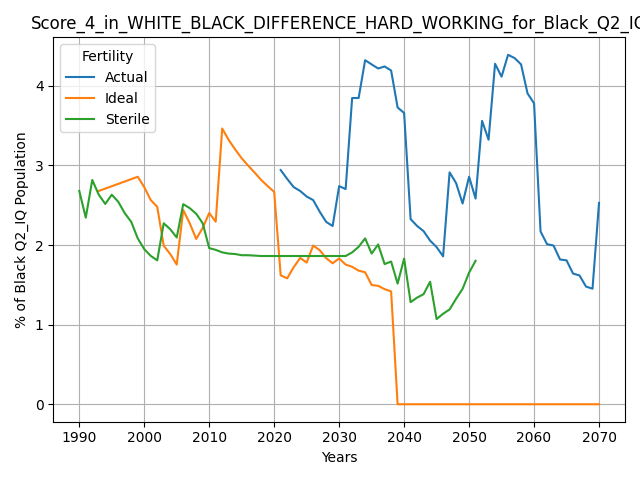 Score_4_in_WHITE_BLACK_DIFFERENCE_HARD_WORKING_for_Black_Q2_IQ
Fertility
Actual
Ideal
Sterile
% of Black Q2_IQ Population
4
3
2
1
0
1990 2000 2010 2020 2030 2040 2050 2060 2070
Years